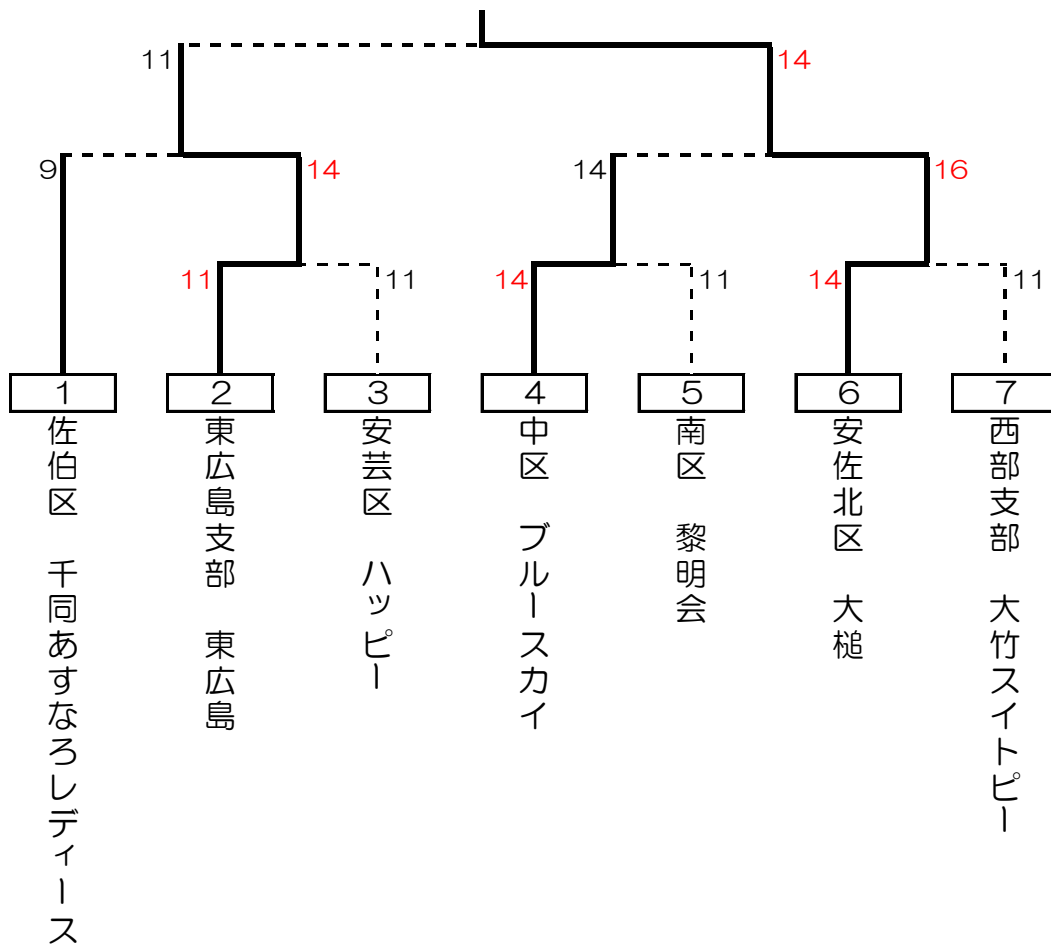 11
14
9
14
14
16
11
11
14
11
14
11
1
2
3
4
5
6
7
佐伯区 千同あすなろレディース
東広島支部 東広島
安芸区 ハッピー
中区 ブルースカイ
南区 黎明会
安佐北区 大槌
西部支部 大竹スイトピー